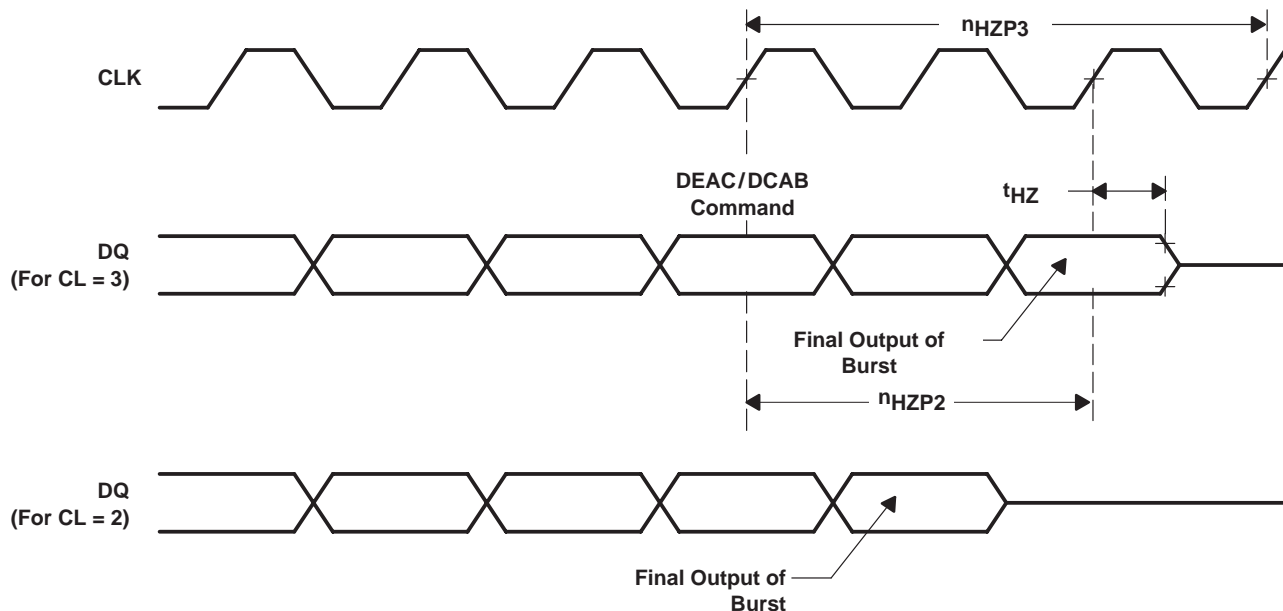 nHZP3
CLK
DEAC/DCAB
Command
tHZ
DQ
(For CL = 3)
Final Output of
Burst
nHZP2
DQ
(For CL = 2)
Final Output of
Burst